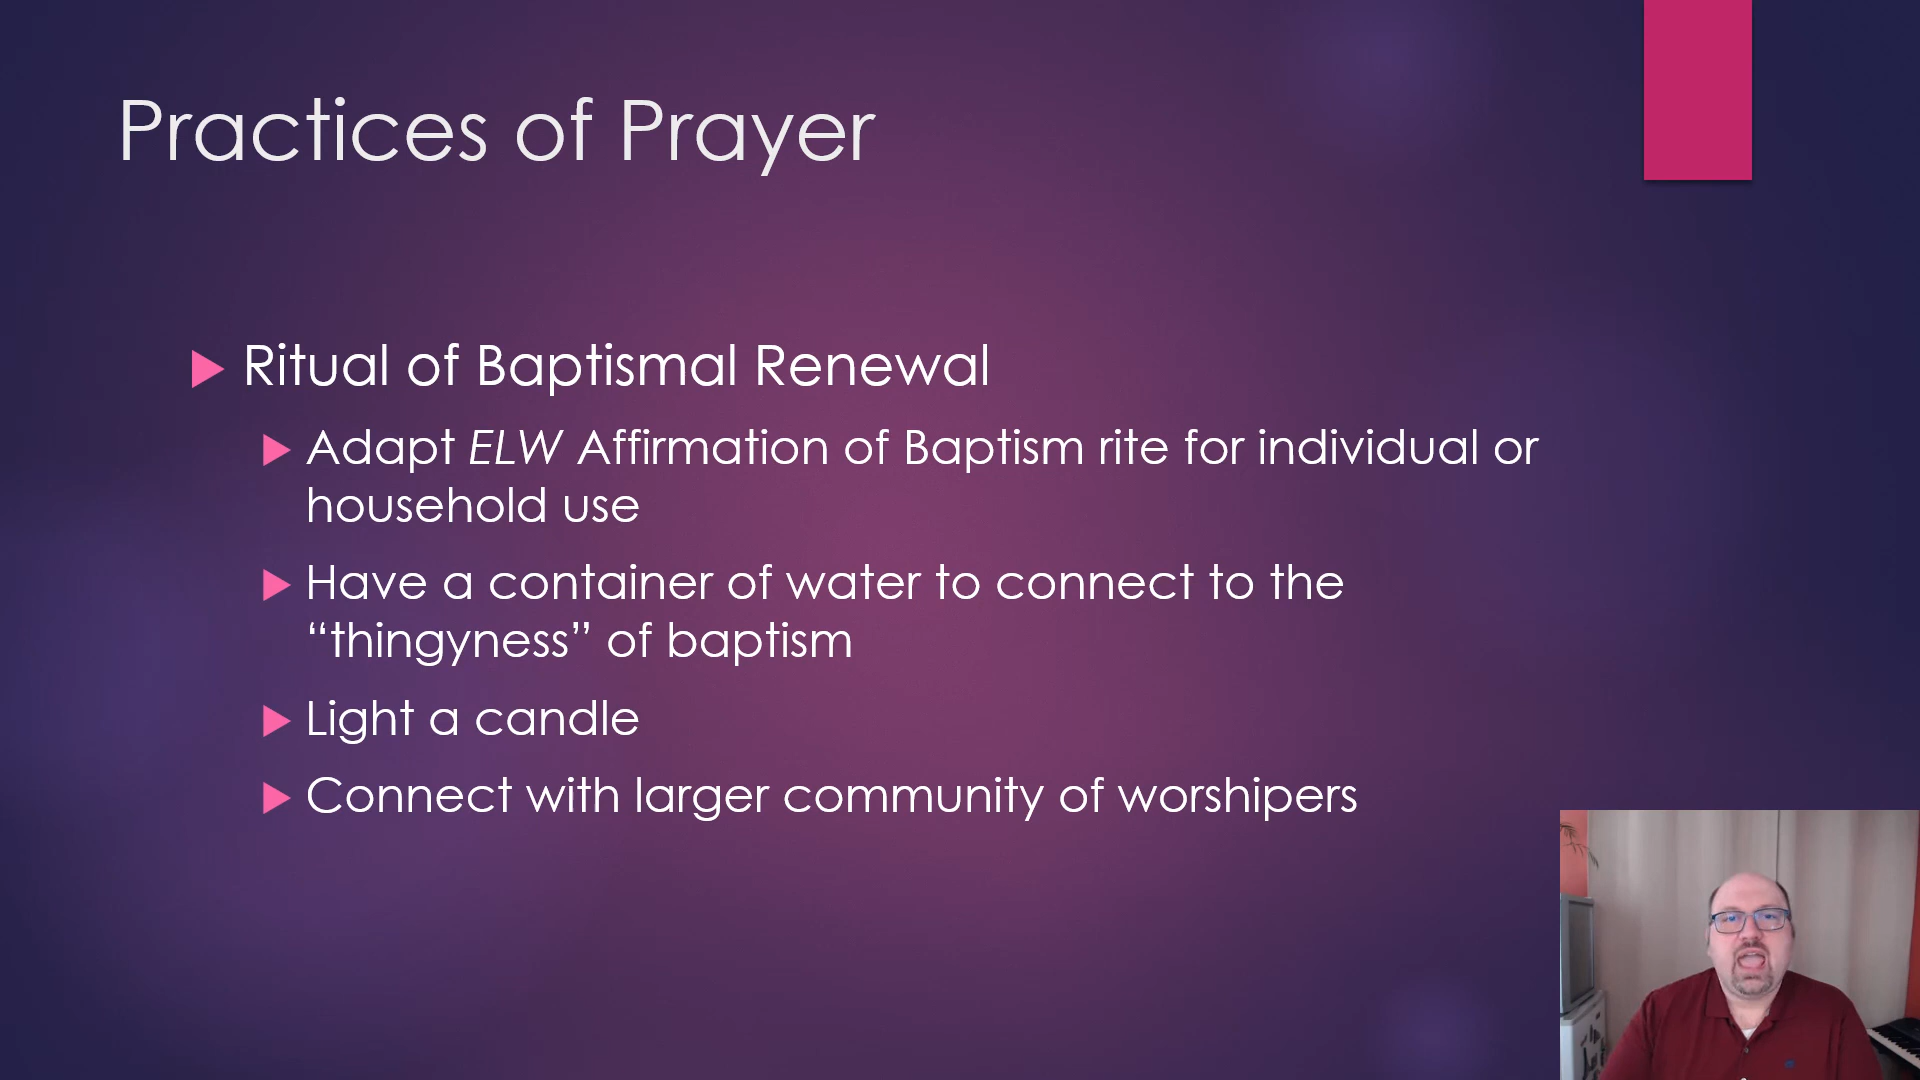 Practices of Prayer
Ritual of Baptismal Renewal
Adapt ELW Affirmation of Baptism rite for individual or
household use
Have a container of water to connect to the
“thingyness” of baptism
Light a candle
Connect with larger community of worshipers